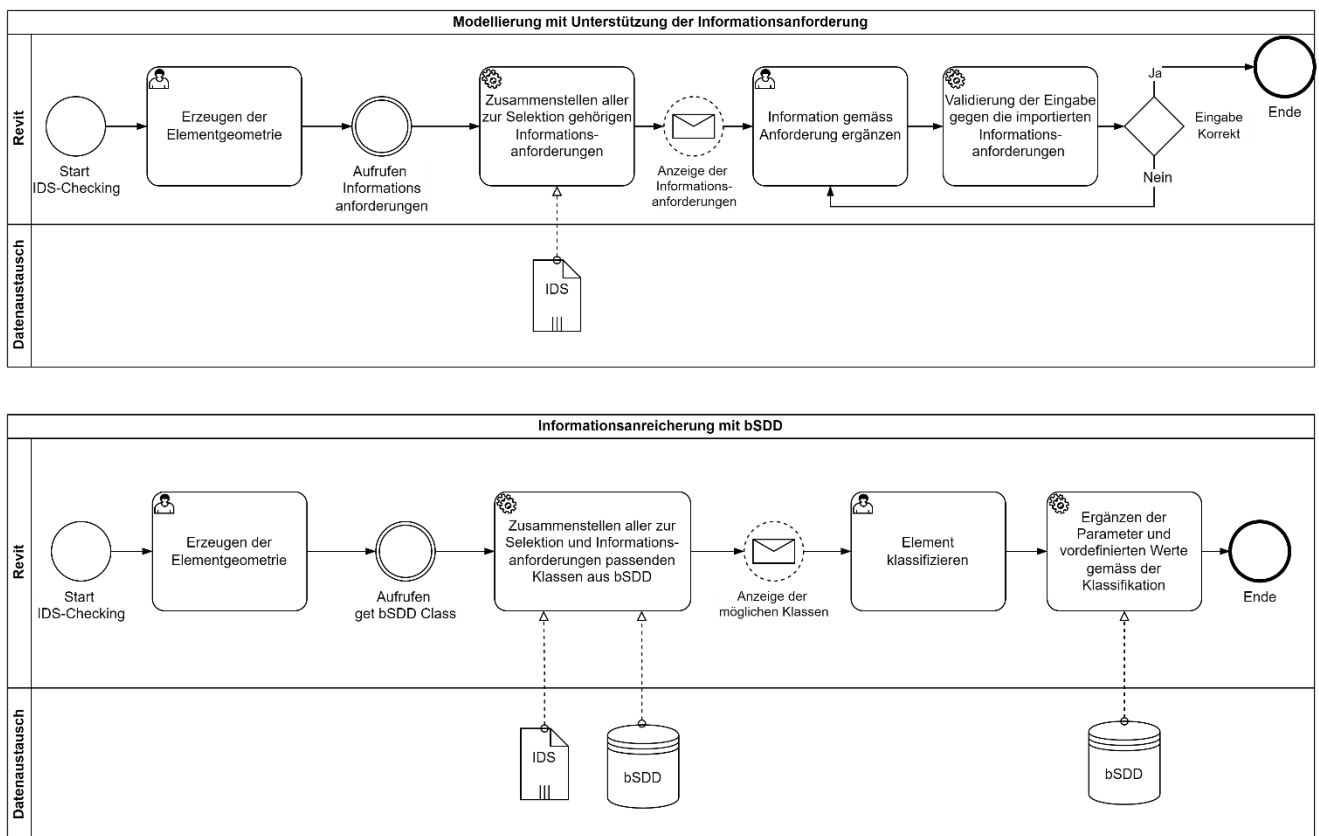 Modellierung mit Unterstützung der Informationsanforderung
Revit
Start
IDS-Checking
Erzeugen der
Elementgeometrie
Aufrufen
Informations
anforderungen
Zusammenstellen aller
zur Selektion gehörigen
Informations-
anforderungen
Anzeige der
Informations-
anforderungen
Information gemäss
Anforderung ergänzen
Validierung der Eingabe
gegen die importierten
Informations-
anforderungen
Ja
Eingabe
Korrekt
Nein
Ende
Datenaustausch
IDS
Informationsanreicherung mit bSDD
Revit
Start
IDS-Checking
Erzeugen der
Elementgeometrie
Aufrufen
get bSDD Class
Zusammenstellen aller zur
Selektion und Informations-
anforderungen passenden
Klassen aus bSDD
Anzeige der
möglichen Klassen
Element
klassifizieren
Ergänzen der
Parameter und
vordefinierten Werte
gemäss der
Klassifikation
Ende
Datenaustausch
IDS
bSDD
bSDD